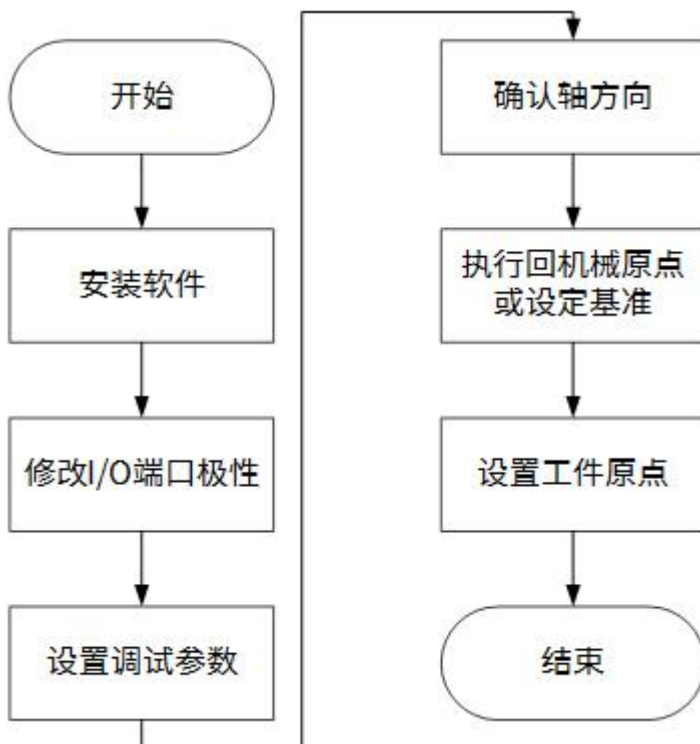 开始
安装软件
修改I/O端口极性
设置调试参数
确认轴方向
执行回机械原点
或设定基准
设置工件原点
结束